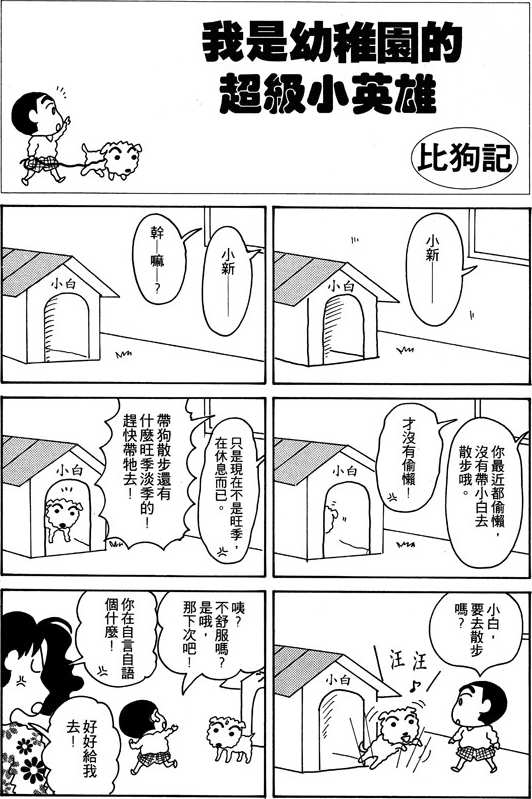 我是幼稚園的
超級小英雄
比狗記
小新——
小白
小新——
幹—嘛—？
小白
你最近都偷懶，
沒有帶小白去
散步哦。
才沒有偷懶！
小白
只是現在不是旺季，
在休息而已。
帶狗散步還有
什麼旺季淡季的！
趕快帶牠去！
小白
小白，
要去散步
嗎？
汪汪
小白
咦？
不舒服嗎？
是哦，
那下次吧！
你在自言自語
個什麼！
好好給我
去！